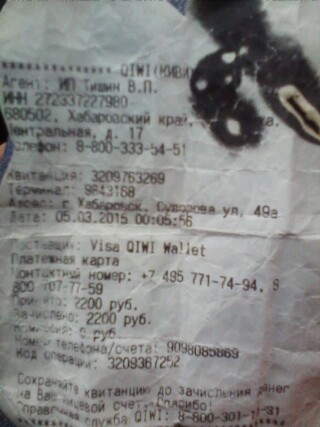 QIWI(КИВИ)
Агент: ИП Тишин В.П.
ИНН 272337227980
680502, Хабаровский край,
Центральная, д. 17
Телефон: 8-800-333-54-51
Квитанция: 3209763269
Терминал: 9843168
Адрес: г Хабаровск, Суворова ул, 49а
Дата: 05.03.2015 00:05:56
Поставщик: Visa QIWI Wallet
Платежная карта
Контактный номер: +7 495 771-74-94, 8
800 707-77-59
Принято: 2200 руб.
Зачислено: 2200 руб.
Комиссия: 0 руб.
Номер телефона/счета: 9098085869
Код операции: 3209367252
Сохраняйте квитанцию до зачисления денег
на Ваш лицевой счет. Спасибо!
Справочная служба QIWI: 8-800-301-